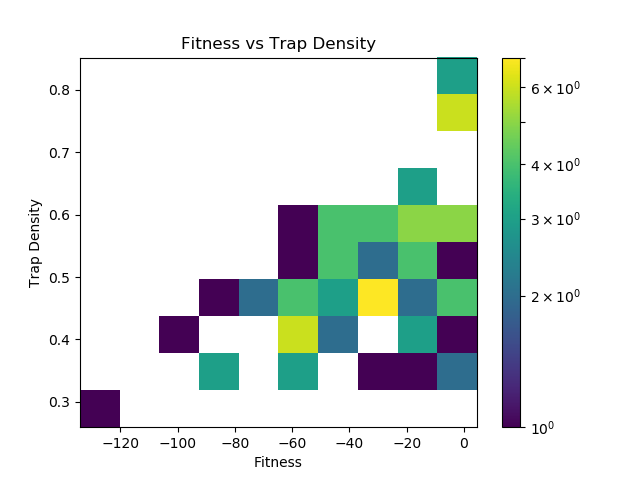 Fitness vs Trap Density
Trap Density
0.8
0.7
0.6
0.5
0.4
0.3
−120 −100 −80 −60 −40 −20 0
Fitness
6 × 10⁰
4 × 10⁰
3 × 10⁰
2 × 10⁰
10⁰